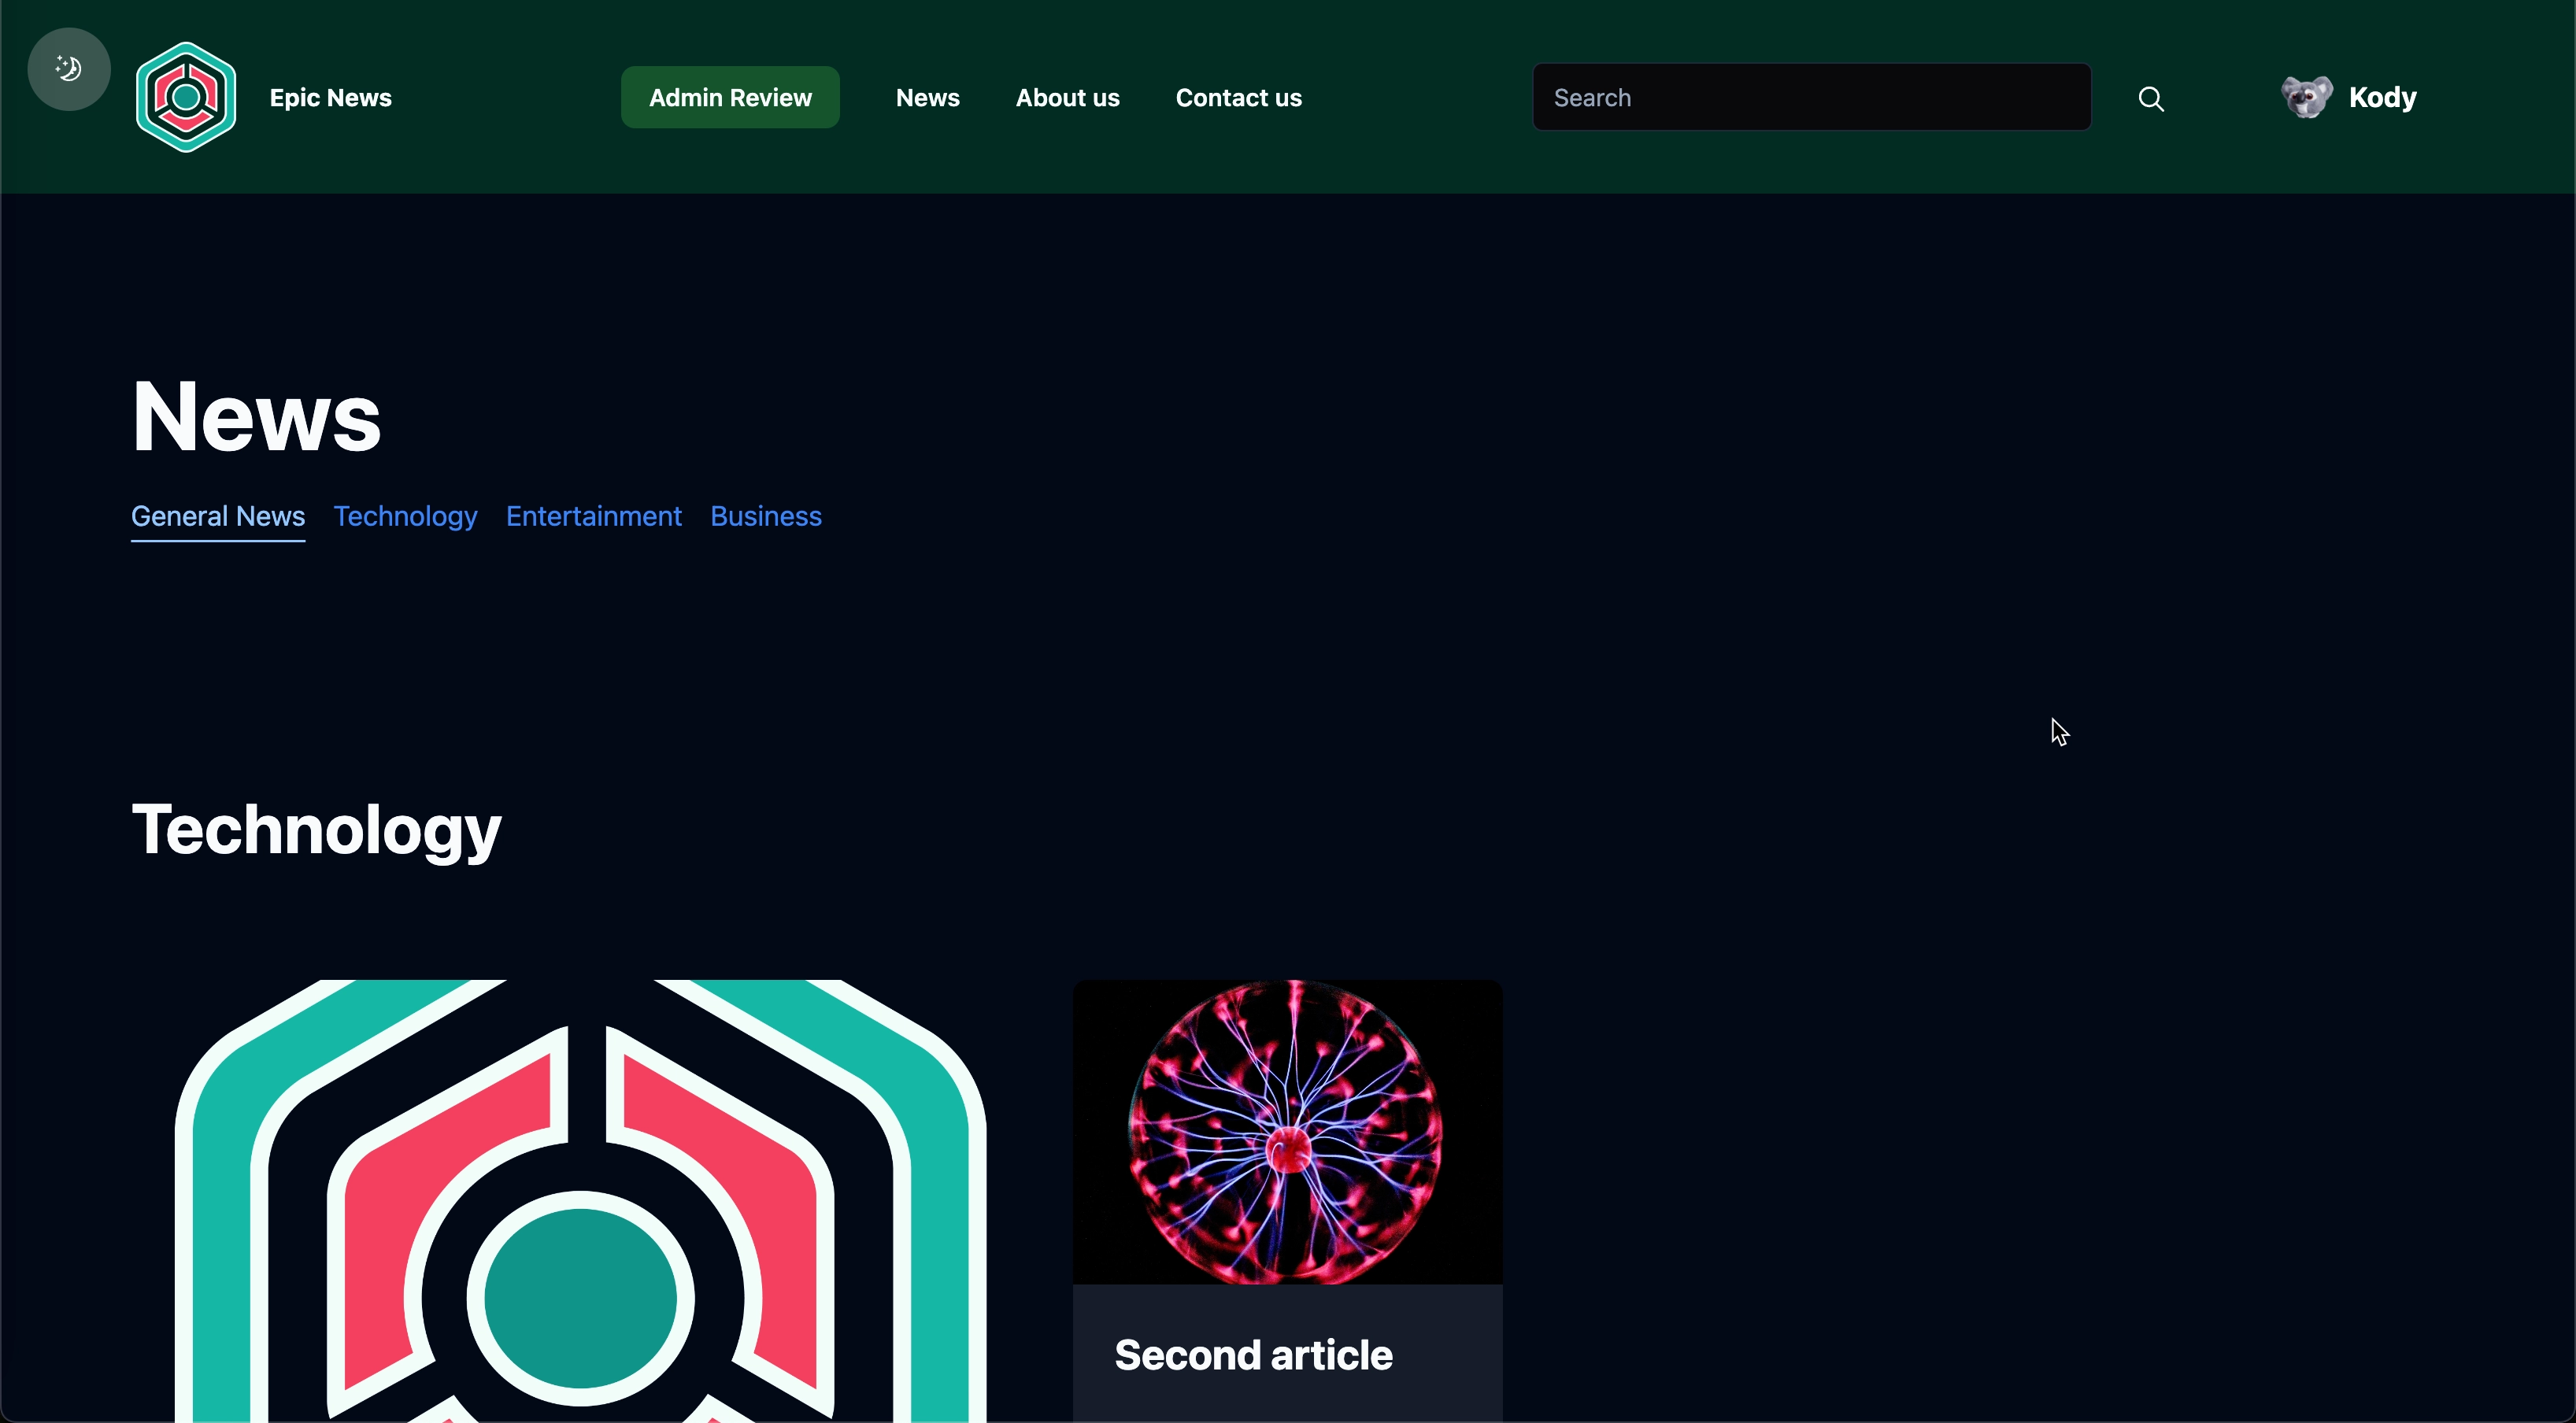 Epic News
Admin Review
News
About us
Contact us
Search
Kody
News
General News
Technology
Entertainment
Business
Technology
Second article